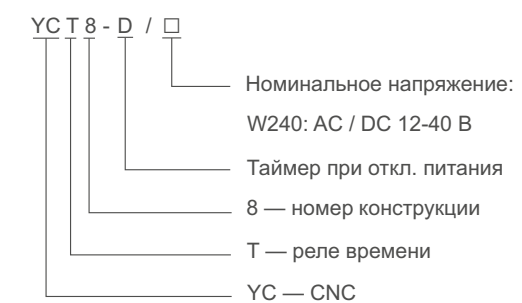 YC T 8 - D / □
Номинальное напряжение:
W240: AC / DC 12-40 В
Таймер при откл. питания
8 — номер конструкции
Т — реле времени
YC — CNC